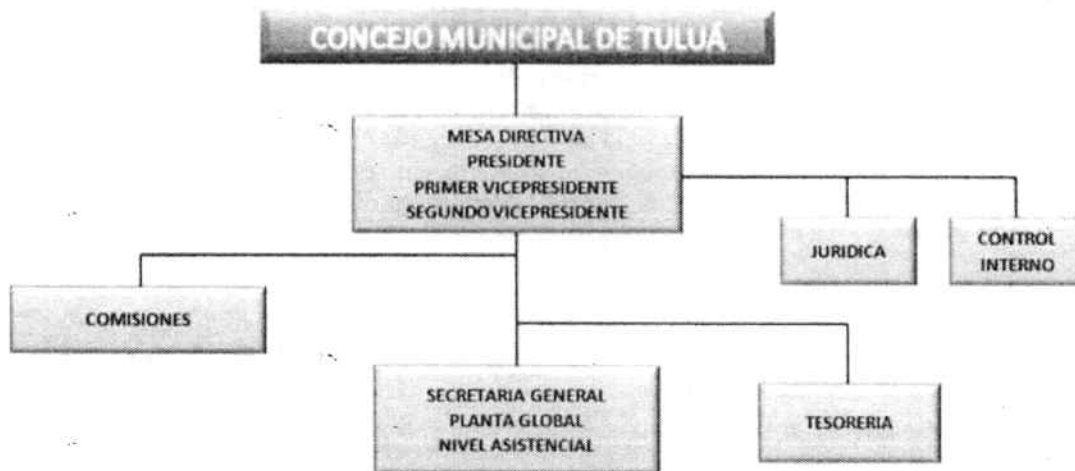 CONCEJO MUNICIPAL DE TULUÁ
MESA DIRECTIVA
PRESIDENTE
PRIMER VICEPRESIDENTE
SEGUNDO VICEPRESIDENTE
JURIDICA
CONTROL
INTERNO
COMISIONES
SECRETARIA GENERAL
PLANTA GLOBAL
NIVEL ASISTENCIAL
TESORERIA